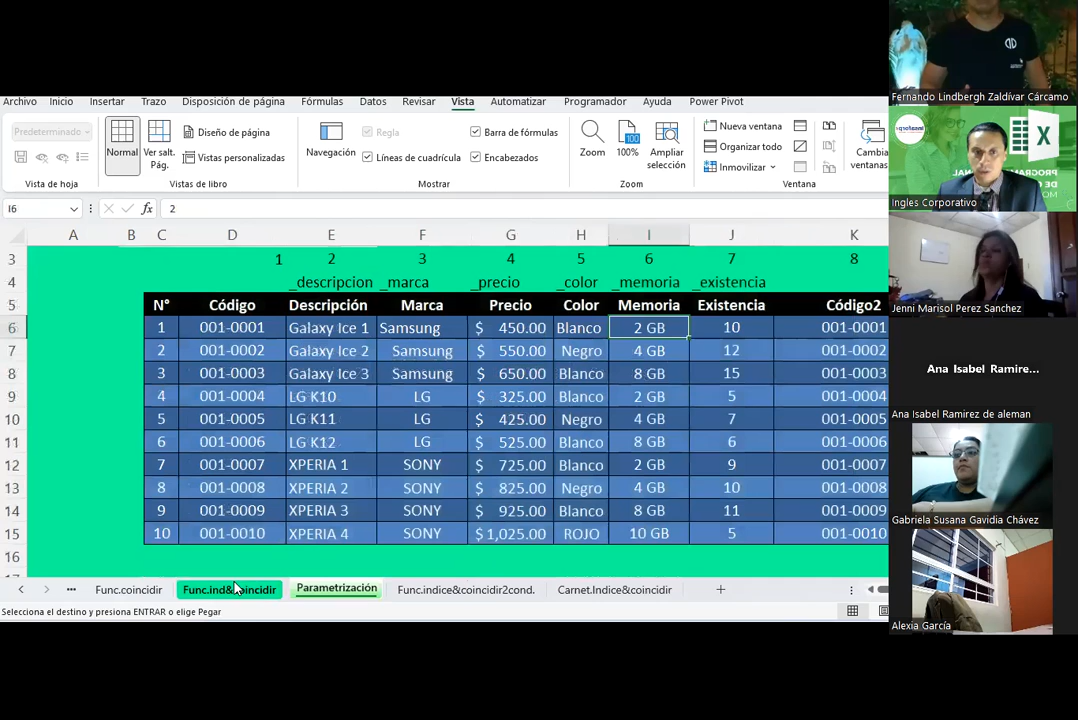 Archivo Inicio Insertar Trazo Disposición de página Fórmulas Datos Revisar Vista Automatizar Programador Ayuda Power Pivot
Predeterminado
Normal
Ver salt. Pág.
Diseño de página
Vistas personalizadas
Navegación
Regla
Barra de fórmulas
Líneas de cuadrícula
Encabezados
Zoom
100
100%
Ampliar selección
Nueva ventana
Organizar todo
Inmovilizar
Cambiar ventanas
Vista de hoja
Vistas de libro
Mostrar
Zoom
Ventana
I6 fx 2
A B C D E F G H I J K
3 1 2 3 4 5 6 7 8
4 _descripcion _marca _precio _color _memoria _existencia
5 N° Código Descripción Marca Precio Color Memoria Existencia Código2
6 1 001-0001 Galaxy Ice 1 Samsung $ 450.00 Blanco 2 GB 10 001-0001
7 2 001-0002 Galaxy Ice 2 Samsung $ 550.00 Negro 4 GB 12 001-0002
8 3 001-0003 Galaxy Ice 3 Samsung $ 650.00 Blanco 8 GB 15 001-0003
9 4 001-0004 LG K10 LG $ 325.00 Blanco 2 GB 5 001-0004
10 5 001-0005 LG K11 LG $ 425.00 Negro 4 GB 7 001-0005
11 6 001-0006 LG K12 LG $ 525.00 Blanco 8 GB 6 001-0006
12 7 001-0007 XPERIA 1 SONY $ 725.00 Blanco 2 GB 9 001-0007
13 8 001-0008 XPERIA 2 SONY $ 825.00 Negro 4 GB 10 001-0008
14 9 001-0009 XPERIA 3 SONY $ 925.00 Blanco 8 GB 11 001-0009
15 10 001-0010 XPERIA 4 SONY $ 1,025.00 ROJO 10 GB 5 001-0010
16
Func.coincidir Func.ind&coincidir Parametrización Func.indice&coincidir2cond. Carnet.Indice&coincidir
Selecciona el destino y presiona ENTRAR o elige Pegar
Fernando Lindbergh Zaldívar Cárcamo
X
Ingles Corporativo
Jenni Marisol Perez Sanchez
Ana Isabel Ramire...
Ana Isabel Ramirez de aleman
Gabriela Susana Gavidia Chávez
Alexia García